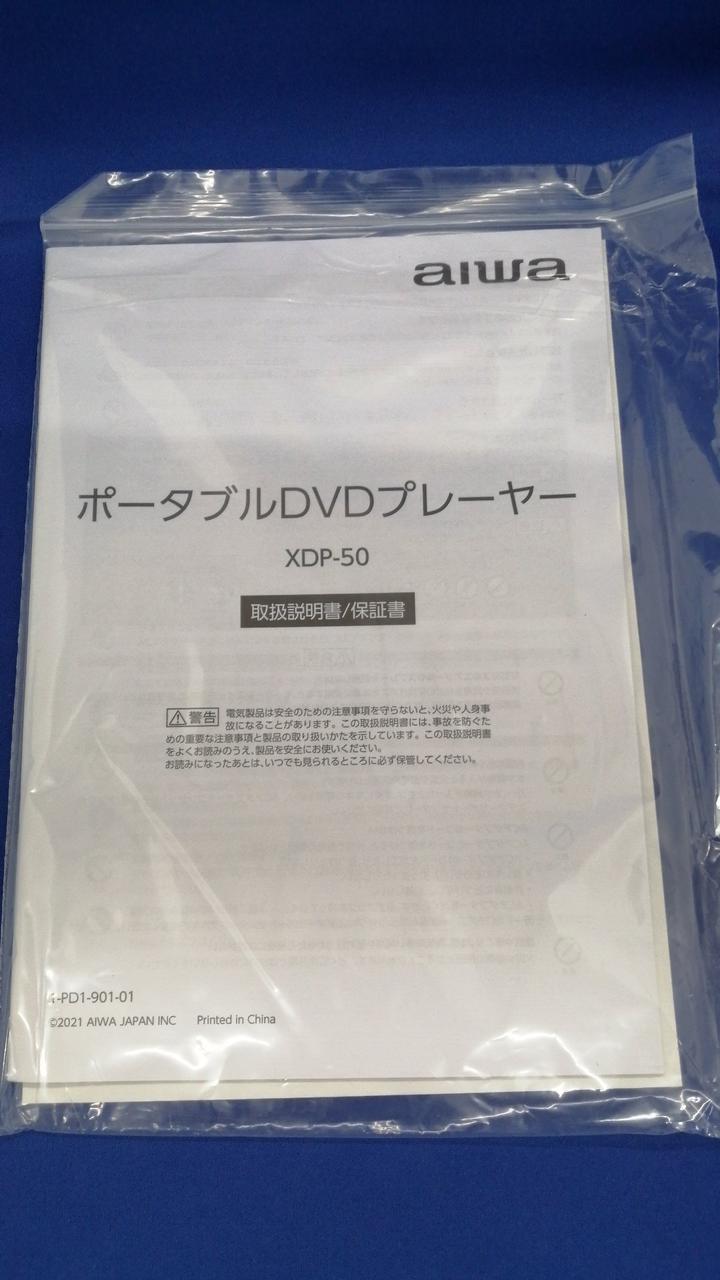 aiwa
ポータブルDVDプレーヤー
XDP-50
取扱説明書/保証書
警告 電気製品は安全のための注意事項を守らないと、火災や人身事
故になることがあります。この取扱説明書には、事故を防ぐた
めの重要な注意事項と製品の取り扱いかたを示しています。この取扱説明書
をよくお読みのうえ、製品を安全にお使いください。
お読みになったあとは、いつでも見られるところに必ず保管してください。
-PD1-901-01
©2021 AIWA JAPAN INC Printed in China